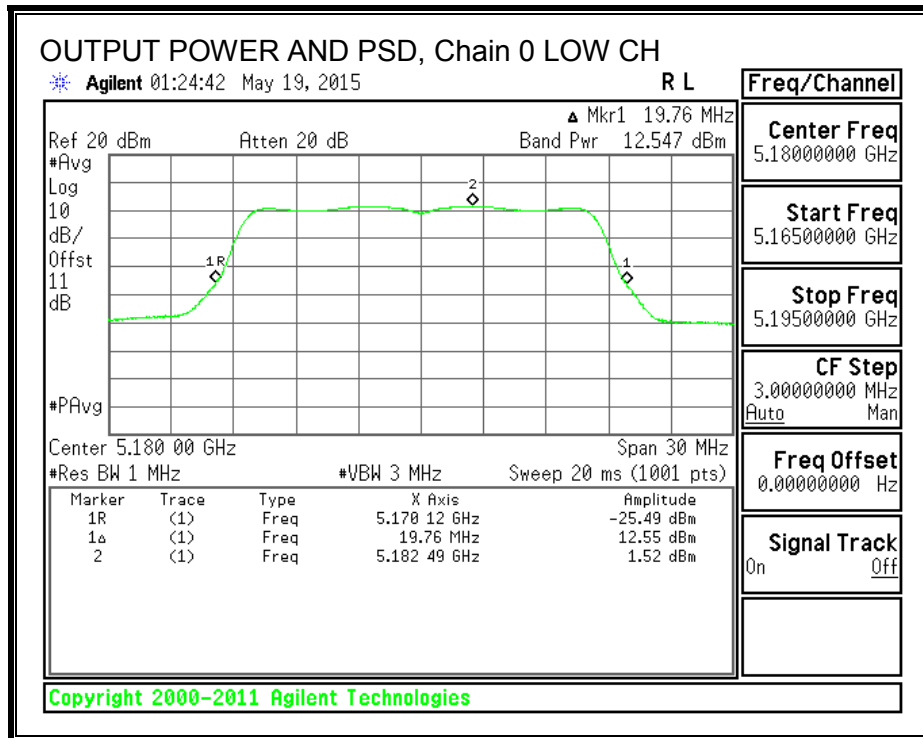 OUTPUT POWER AND PSD, Chain 0 LOW CH
Agilent 01:24:42 May 19, 2015 R L
Δ Mkr1 19.76 MHz
Ref 20 dBm Atten 20 dB Band Pwr 12.547 dBm
#Avg
Log
10
dB/
Offst
11
dB
#PAvg
2
1R
1
Center 5.180 00 GHz Span 30 MHz
#Res BW 1 MHz #VBW 3 MHz Sweep 20 ms (1001 pts)
Marker Trace Type X Axis Amplitude
1R (1) Freq 5.170 12 GHz -25.49 dBm
1Δ (1) Freq 19.76 MHz 12.55 dBm
2 (1) Freq 5.182 49 GHz 1.52 dBm
Freq/Channel
Center Freq
5.18000000 GHz
Start Freq
5.16500000 GHz
Stop Freq
5.19500000 GHz
CF Step
3.00000000 MHz
Auto Man
Freq Offset
0.00000000 Hz
Signal Track
On Off
Copyright 2000-2011 Agilent Technologies